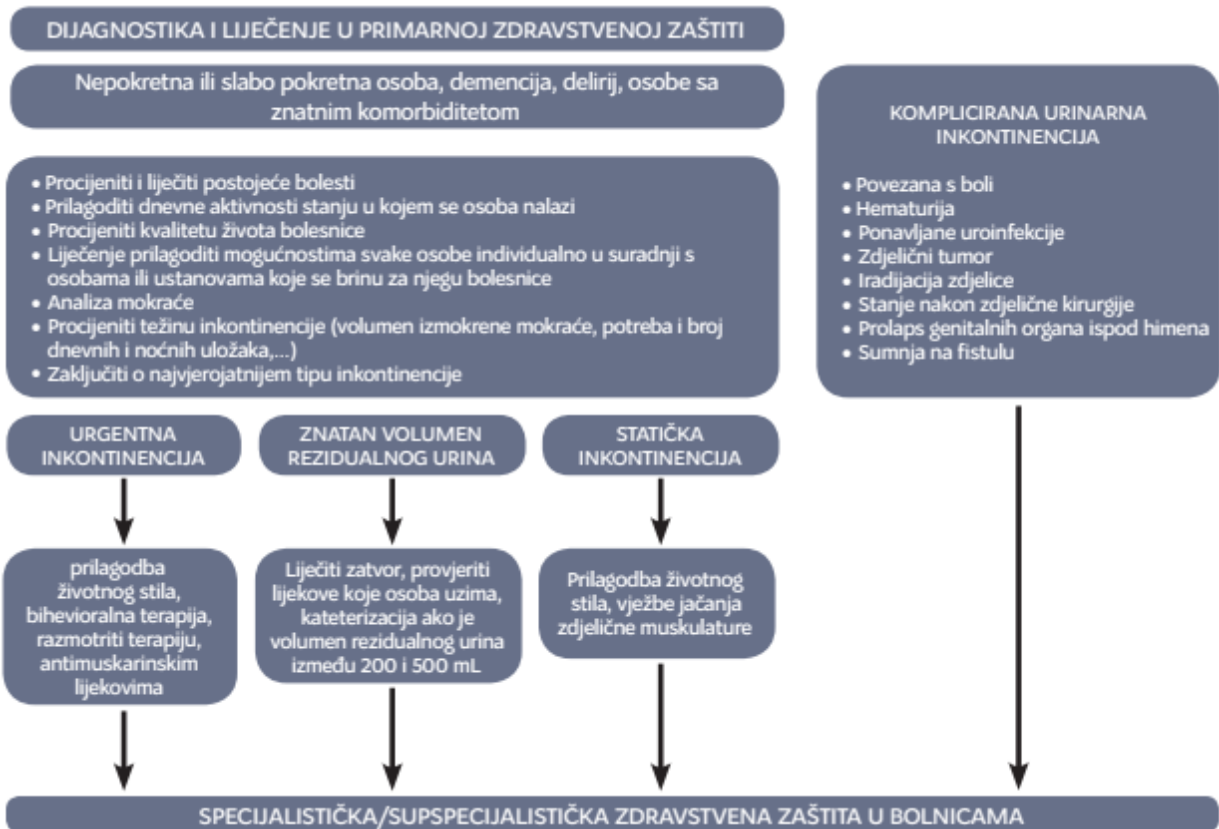 DIJAGNOSTIKA I LIJEČENJE U PRIMARNOJ ZDRAVSTVENOJ ZAŠTITI
Nepokretna ili slabo pokretna osoba, demencija, delirij, osobe sa
znatnim komorbiditetom
• Procijeniti i liječiti postojeće bolesti
• Prilagoditi dnevne aktivnosti stanju u kojem se osoba nalazi
• Procijeniti kvalitetu života bolesnice
• Liječenje prilagoditi mogućnostima svake osobe individualno u suradnji s
osobama ili ustanovama koje se brinu za njegu bolesnice
• Analiza mokraće
• Procijeniti težinu inkontinencije (volumen izmokrene mokraće, potreba i broj
dnevnih i noćnih uložaka,...)
• Zaključiti o najvjerojatnijem tipu inkontinencije
KOMPLICIRANA URINARNA
INKONTINENCIJA
• Povezana s boli
• Hematurija
• Ponavljane uroinfekcije
• Zdjelični tumor
• Iradijacija zdjelice
• Stanje nakon zdjelične kirurgije
• Prolaps genitalnih organa ispod himena
• Sumnja na fistulu
URGENTNA
INKONTINENCIJA
ZNATAN VOLUMEN
REZIDUALNOG URINA
STATIČKA
INKONTINENCIJA
prilagodba
životnog stila,
bihevioralna terapija,
razmotriti terapiju,
antimuskarinskim
lijekovima
Liječiti zatvor, provjeriti
lijekove koje osoba uzima,
kateterizacija ako je
volumen rezidualnog urina
između 200 i 500 mL
Prilagodba životnog
stila, vježbe jačanja
zdjelične muskulature
SPECIJALISTIČKA/SUPSPECIJALISTIČKA ZDRAVSTVENA ZAŠTITA U BOLNICAMA